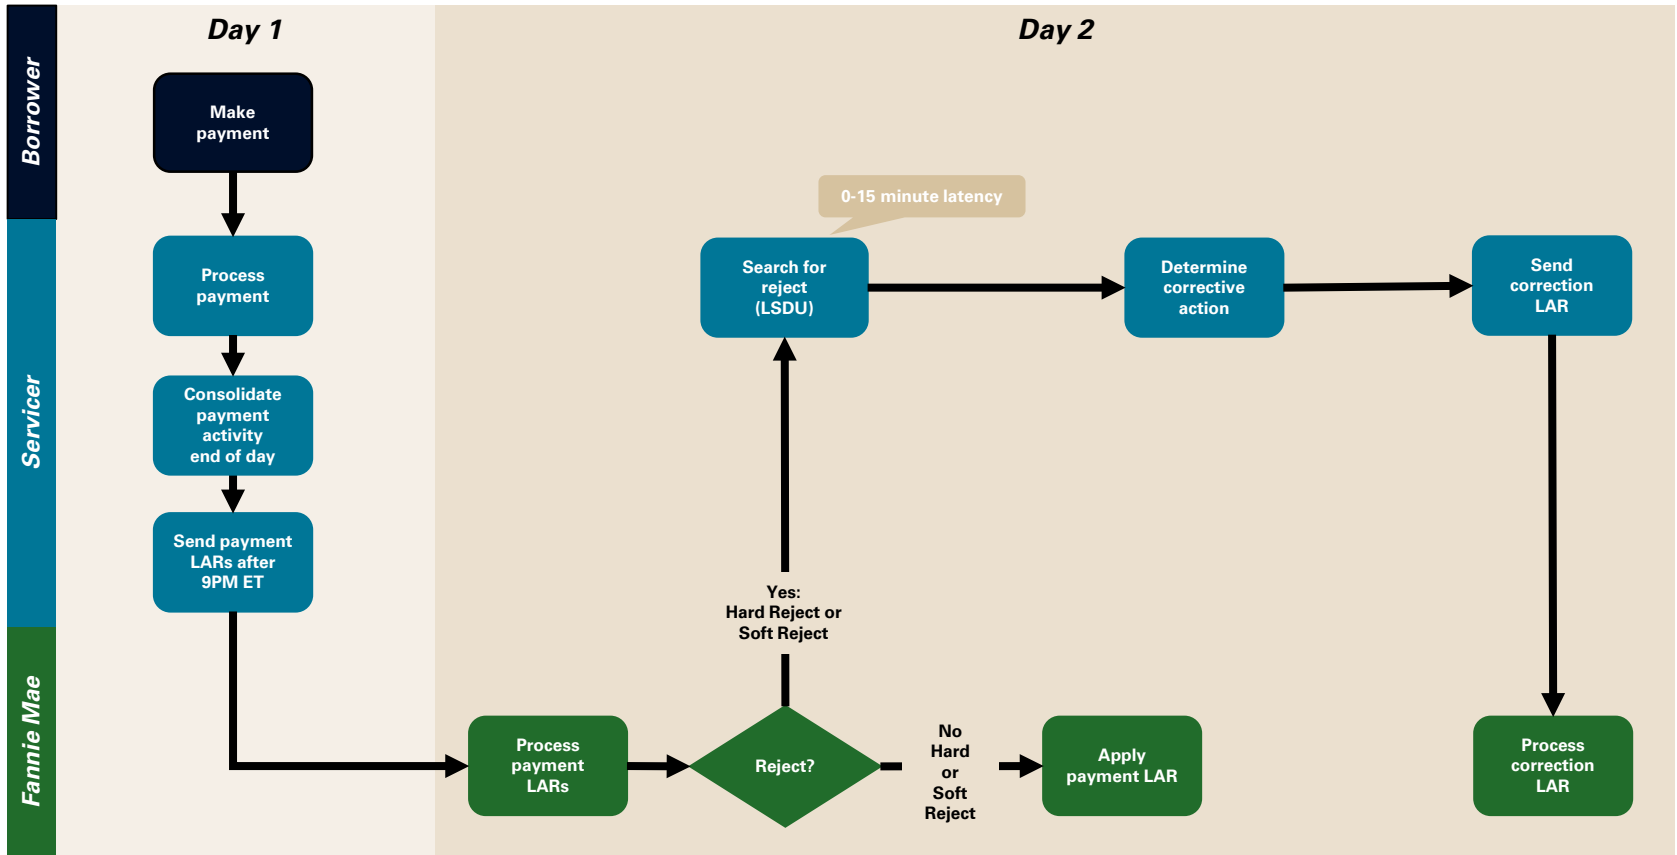 Day 1
Day 2
Borrower
Make
payment
0-15 minute latency
Servicer
Process
payment
Search for
reject
(LSDU)
Determine
corrective
action
Send
correction
LAR
Consolidate
payment
activity
end of day
Send payment
LARs after
9PM ET
Yes:
Hard Reject or
Soft Reject
Fannie Mae
Process
payment
LARs
Reject?
No
Hard
or
Soft
Reject
Apply
payment LAR
Process
correction
LAR